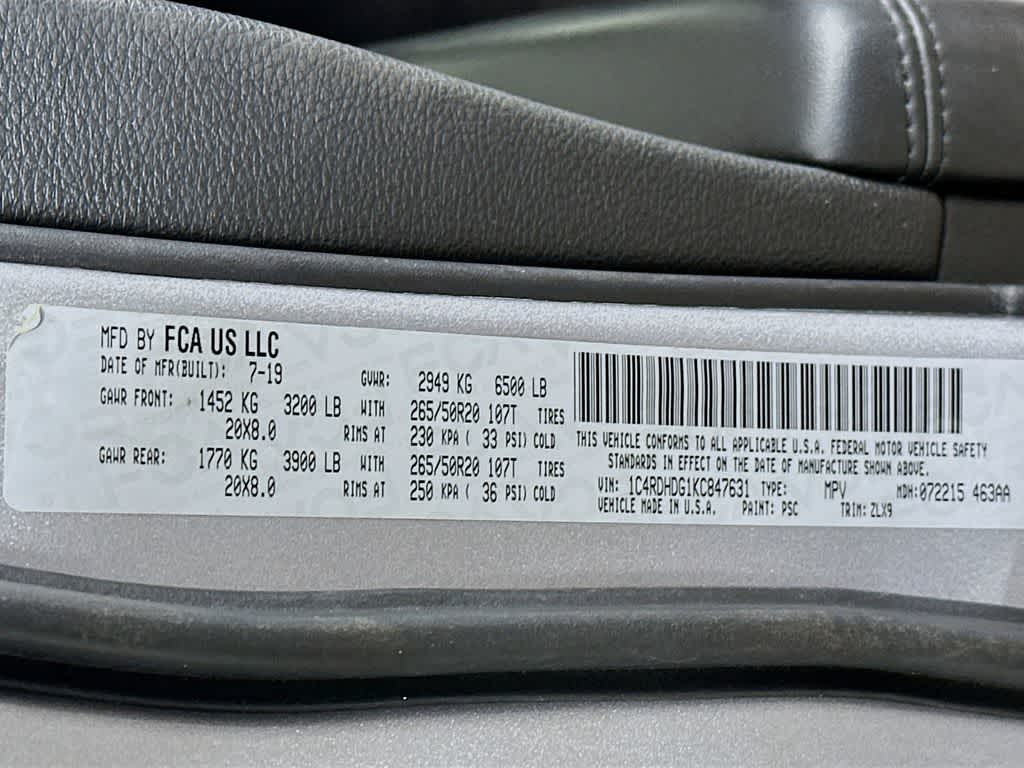 MFD BY FCA US LLC
DATE OF MFR(BUILT): 7-19 GVWR: 2949 KG 6500 LB
GAWR FRONT: 1452 KG 3200 LB WITH 265/50R20 107T TIRES
20X8.0 RIMS AT 230 KPA ( 33 PSI) COLD
GAWR REAR: 1770 KG 3900 LB WITH 265/50R20 107T TIRES
20X8.0 RIMS AT 250 KPA ( 36 PSI) COLD
THIS VEHICLE CONFORMS TO ALL APPLICABLE U.S.A. FEDERAL MOTOR VEHICLE SAFETY
STANDARDS IN EFFECT ON THE DATE OF MANUFACTURE SHOWN ABOVE.
VIN: 1C4RDHDG1KC847631 TYPE: MPV MDH:072215 463AA
VEHICLE MADE IN U.S.A. PAINT: PSC TRIM: ZLX9